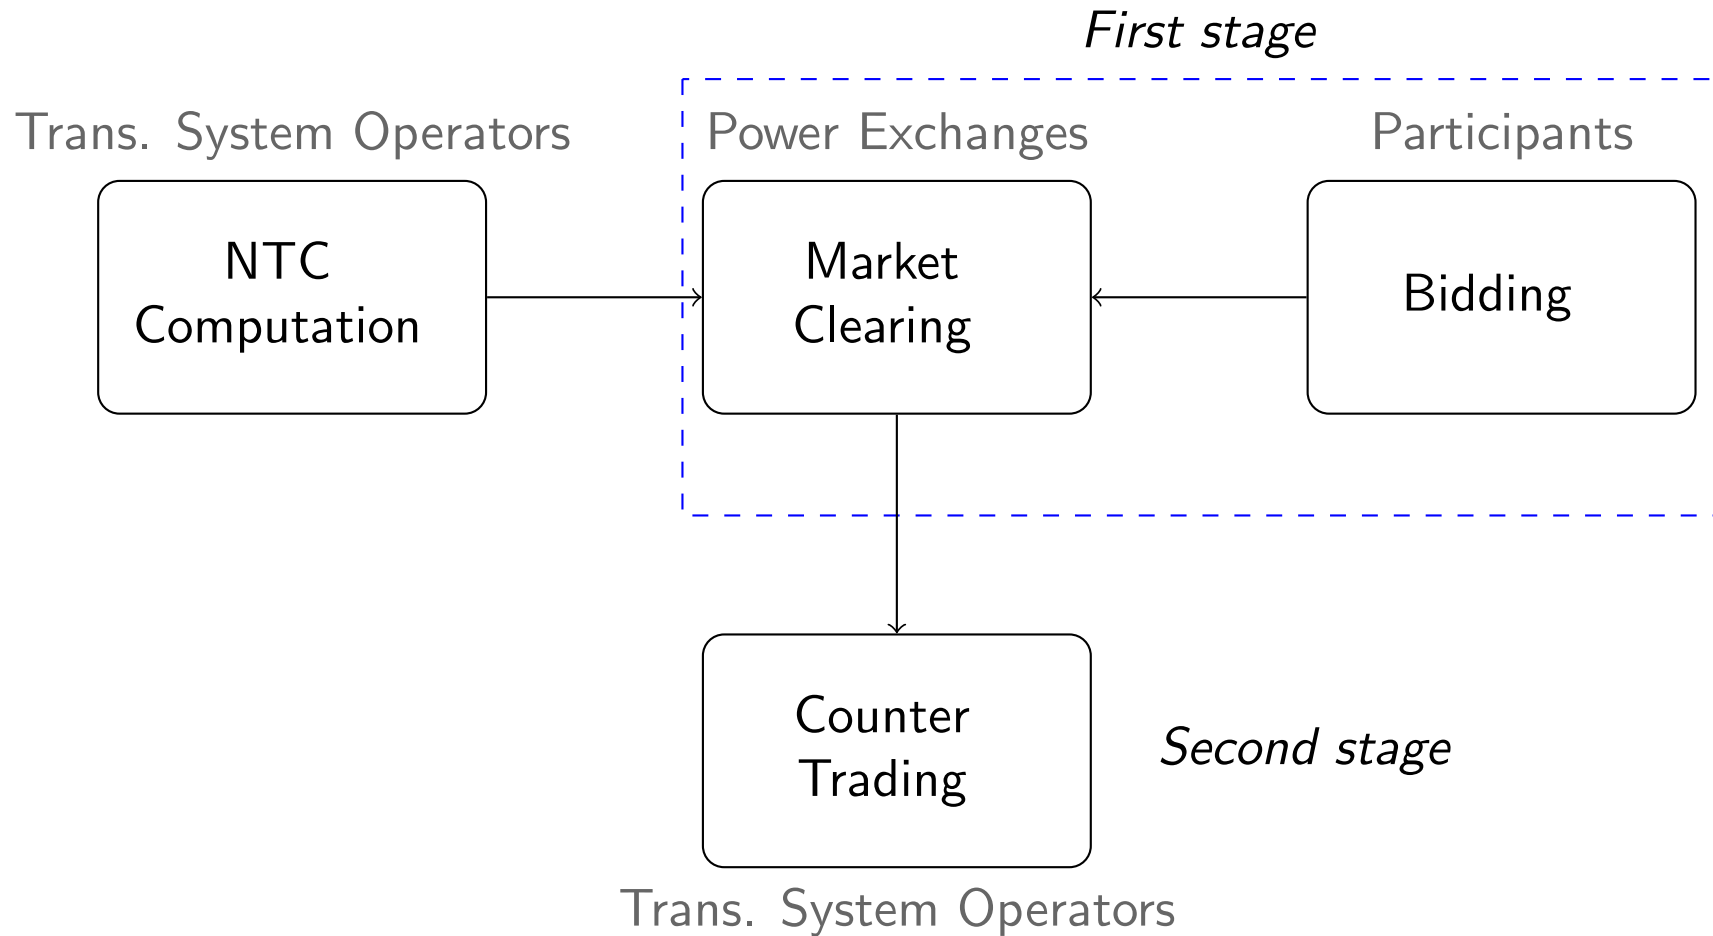 First stage
Trans. System Operators
Power Exchanges
Participants
NTC
Computation
Market
Clearing
Bidding
Counter
Trading
Second stage
Trans. System Operators